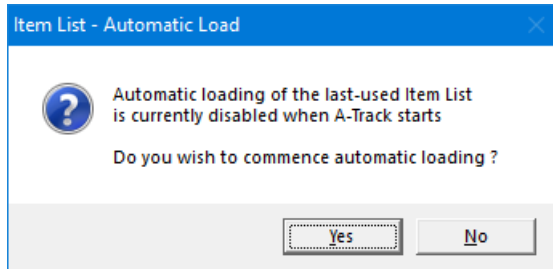 Item List - Automatic Load
Automatic loading of the last-used Item List
is currently disabled when A-Track starts
Do you wish to commence automatic loading ?
Yes
No